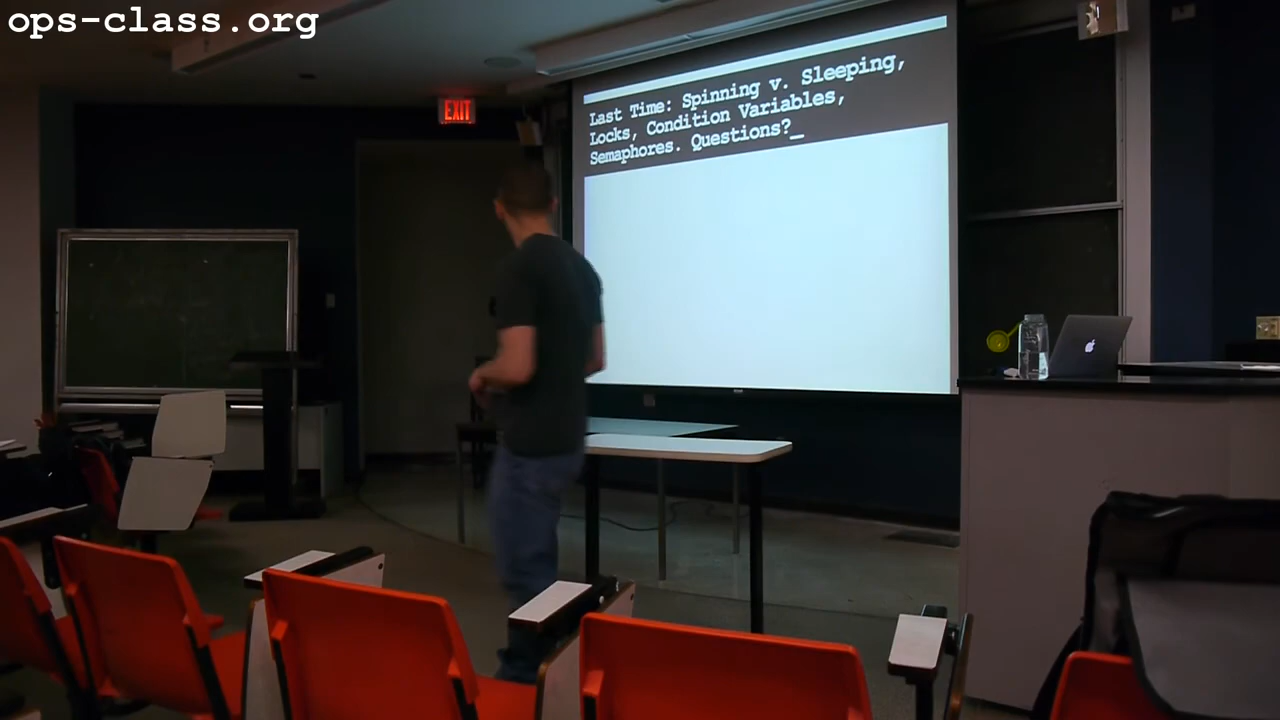 ops-class.org
EXIT
Last Time: Spinning v. Sleeping,
Locks, Condition Variables,
Semaphores. Questions?_